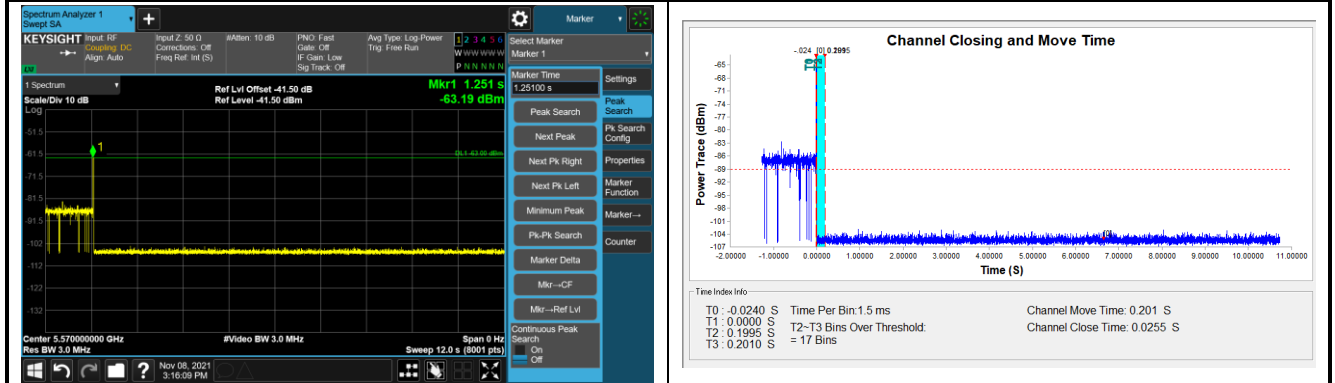 Spectrum Analyzer 1
Swept SA
Marker
KEYSIGHT
Input: RF
Coupling: DC
Align: Auto
Input Z: 50 Ω
Corrections: Off
Freq Ref: Int (S)
#Atten: 10 dB
PNO: Fast
Gate: Off
IF Gain: Low
Sig Track: Off
Avg Type: Log-Power
Trig: Free Run
1 2 3 4 5 6
W W W W W W
P N N N N N
Select Marker
Marker 1
1 Spectrum
Scale/Div 10 dB
Log
Ref Lvl Offset -41.50 dB
Ref Level -41.50 dBm
Mkr1 1.251 s
-63.19 dBm
-51.5
-61.5
-71.5
-81.5
-91.5
-102
-112
-122
-132
1
DL1 -63.00 dBm
Center 5.570000000 GHz
Res BW 3.0 MHz
#Video BW 3.0 MHz
Span 0 Hz
Sweep 12.0 s (8001 pts)
Marker Time
1.25100 s
Peak Search
Next Peak
Next Pk Right
Next Pk Left
Minimum Peak
Pk-Pk Search
Marker Delta
Mkr→CF
Mkr→Ref Lvl
Continuous Peak
Search
On
Off
Settings
Peak
Search
Pk Search
Config
Properties
Marker
Function
Marker→
Counter
Nov 08, 2021
3:16:09 PM
Channel Closing and Move Time
-.024
[0]
Power Trace (dBm)
-65
-68
-71
-74
-77
-80
-83
-86
-89
-92
-95
-98
-101
-104
-107
[0]
-2.00000 -1.00000 0.00000 1.00000 2.00000 3.00000 4.00000 5.00000 6.00000 7.00000 8.00000 9.00000 10.00000 11.00000
Time (S)
Time Index Info
T0 : -0.0240 S
T1 : 0.0000 S
T2 : 0.1995 S
T3 : 0.2010 S
Time Per Bin:1.5 ms
T2~T3 Bins Over Threshold:
= 17 Bins
Channel Move Time: 0.201 S
Channel Close Time: 0.0255 S